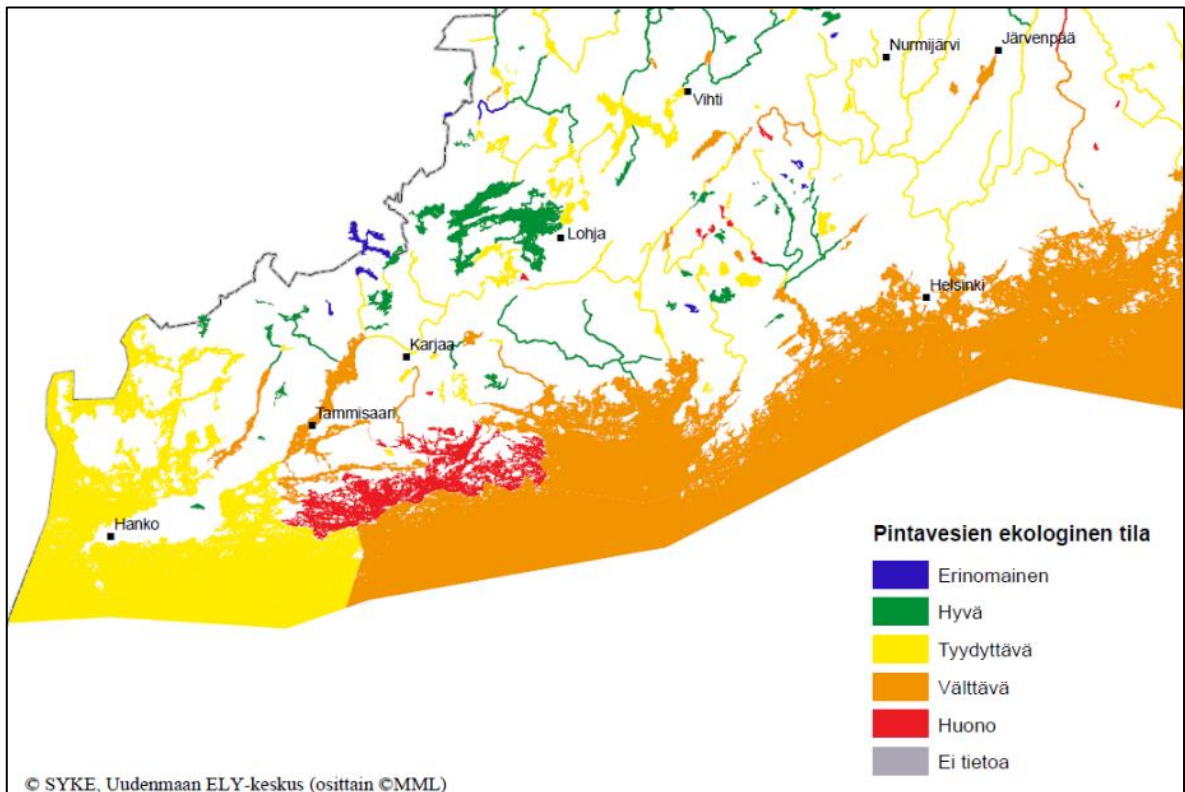 Nurmijärvi
Järvenpää
Vihti
Lohja
Helsinki
Karjaa
Tammisaari
Hanko
Pintavesien ekologinen tila
Erinomainen
Hyvä
Tyydyttävä
Välttävä
Huono
Ei tietoa
© SYKE, Uudenmaan ELY-keskus (osittain ©MML)